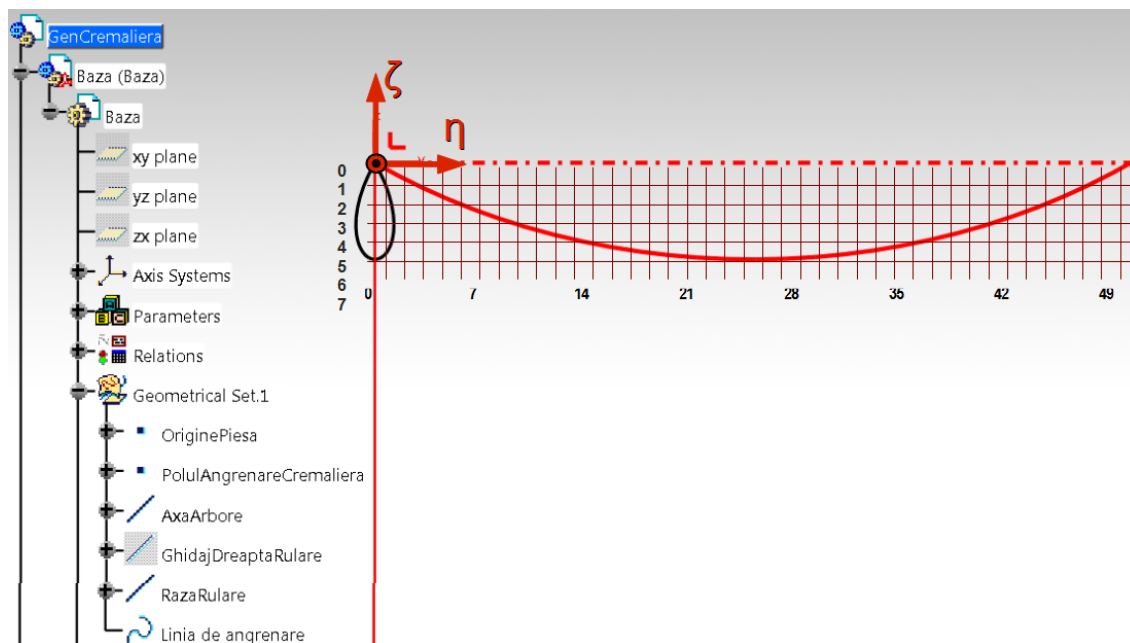 GenCremaliera
Baza (Baza)
Baza
xy plane
yz plane
zx plane
Axis Systems
Parameters
Relations
Geometrical Set.1
OriginePiesa
PolulAngrenareCremaliera
AxaArbore
GhidajDreaptaRulare
RazaRulare
Linia de angrenare
ζ
η
0
1
2
3
4
5
6
7
0 7 14 21 28 35 42 49